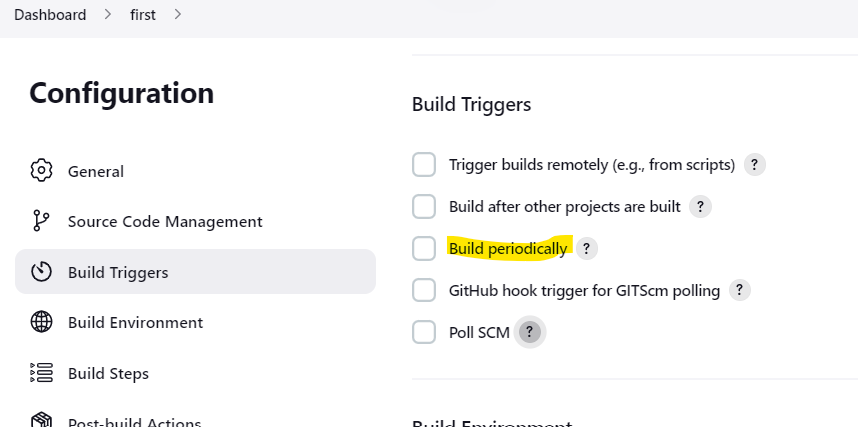 Dashboard > first >
Configuration
General
Source Code Management
Build Triggers
Build Environment
Build Steps
Post-build Actions
Build Triggers
Trigger builds remotely (e.g., from scripts) ?
Build after other projects are built ?
Build periodically ?
GitHub hook trigger for GITScm polling ?
Poll SCM ?
Build Environment